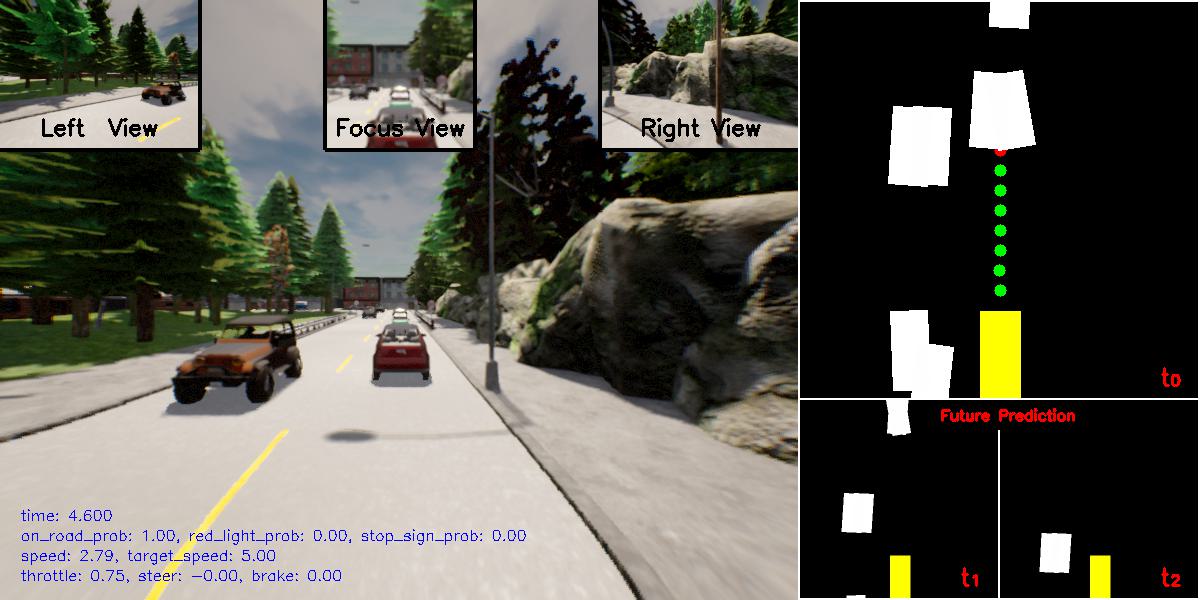 Left View
Focus View
Right View
time: 4.600
on_road_prob: 1.00, red_light_prob: 0.00, stop_sign_prob: 0.00
speed: 2.79, target_speed: 5.00
throttle: 0.75, steer: -0.00, brake: 0.00
t0
Future Prediction
t1
t2